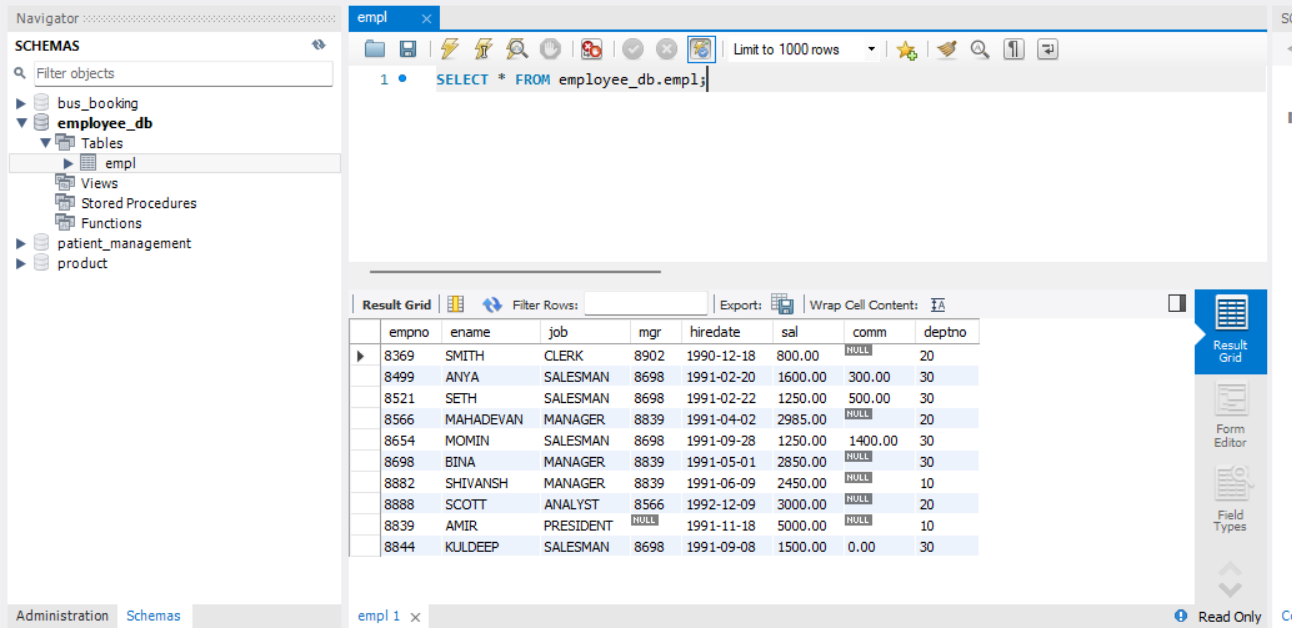 Navigator
SCHEMAS
Filter objects
bus_booking
employee_db
Tables
empl
Views
Stored Procedures
Functions
patient_management
product
Administration Schemas
empl
Limit to 1000 rows
1 SELECT * FROM employee_db.empl;
Result Grid Filter Rows: Export: Wrap Cell Content: IA
empno ename job mgr hiredate sal comm deptno
8369 SMITH CLERK 8902 1990-12-18 800.00 NULL 20
8499 ANYA SALESMAN 8698 1991-02-20 1600.00 300.00 30
8521 SETH SALESMAN 8698 1991-02-22 1250.00 500.00 30
8566 MAHADEVAN MANAGER 8839 1991-04-02 2985.00 NULL 20
8654 MOMIN SALESMAN 8698 1991-09-28 1250.00 1400.00 30
8698 BINA MANAGER 8839 1991-05-01 2850.00 NULL 30
8882 SHIVANSH MANAGER 8839 1991-06-09 2450.00 NULL 10
8888 SCOTT ANALYST 8566 1992-12-09 3000.00 NULL 20
8839 AMIR PRESIDENT NULL 1991-11-18 5000.00 NULL 10
8844 KULDEEP SALESMAN 8698 1991-09-08 1500.00 0.00 30
Result
Grid
Form
Editor
Field
Types
empl 1
Read Only